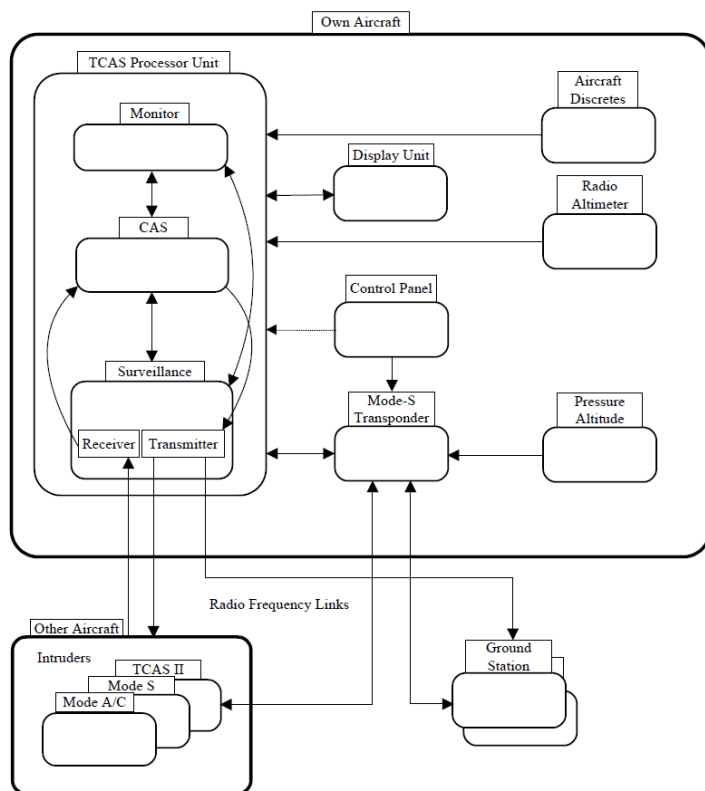 Own Aircraft
TCAS Processor Unit
Aircraft
Discretes
Monitor
Display Unit
Radio
Altimeter
CAS
Control Panel
Surveillance
Mode-S
Transponder
Pressure
Altitude
Receiver
Transmitter
Radio Frequency Links
Other Aircraft
Intruders
Ground
Station
TCAS II
Mode S
Mode A/C